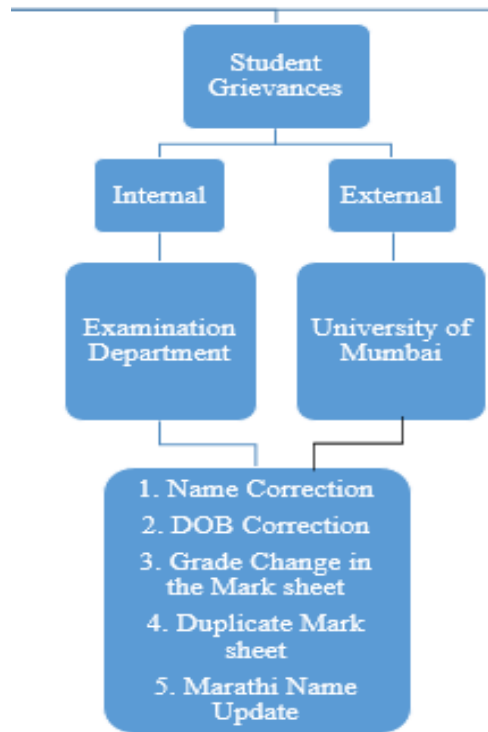 Student
Grievances
Internal
External
Examination
Department
University of
Mumbai
1. Name Correction
2. DOB Correction
3. Grade Change in
the Mark sheet
4. Duplicate Mark
sheet
5. Marathi Name
Update